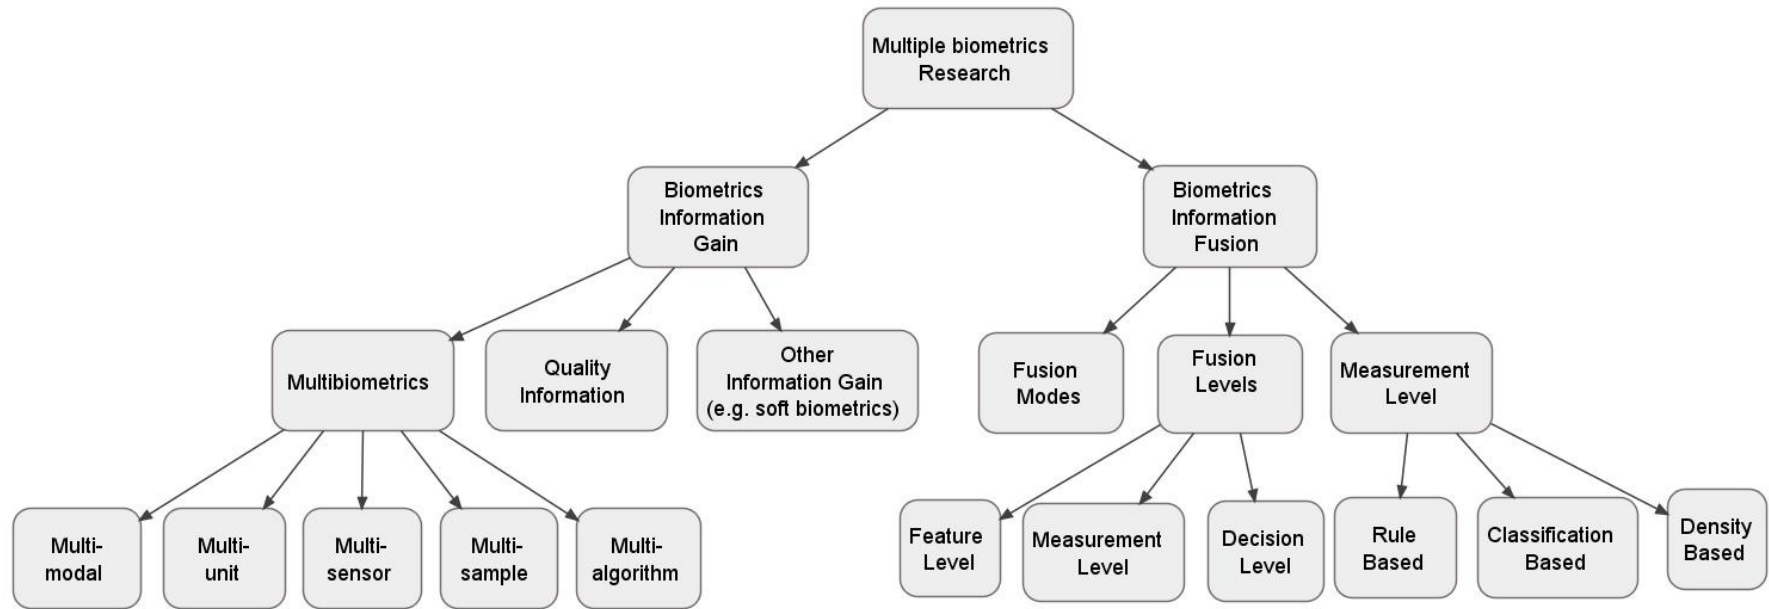 Multiple biometrics
Research
Biometrics
Information
Gain
Biometrics
Information
Fusion
Multibiometrics
Quality
Information
Other
Information Gain
(e.g. soft biometrics)
Fusion
Modes
Fusion
Levels
Measurement
Level
Multi-
modal
Multi-
unit
Multi-
sensor
Multi-
sample
Multi-
algorithm
Feature
Level
Measurement
Level
Decision
Level
Rule
Based
Classification
Based
Density
Based